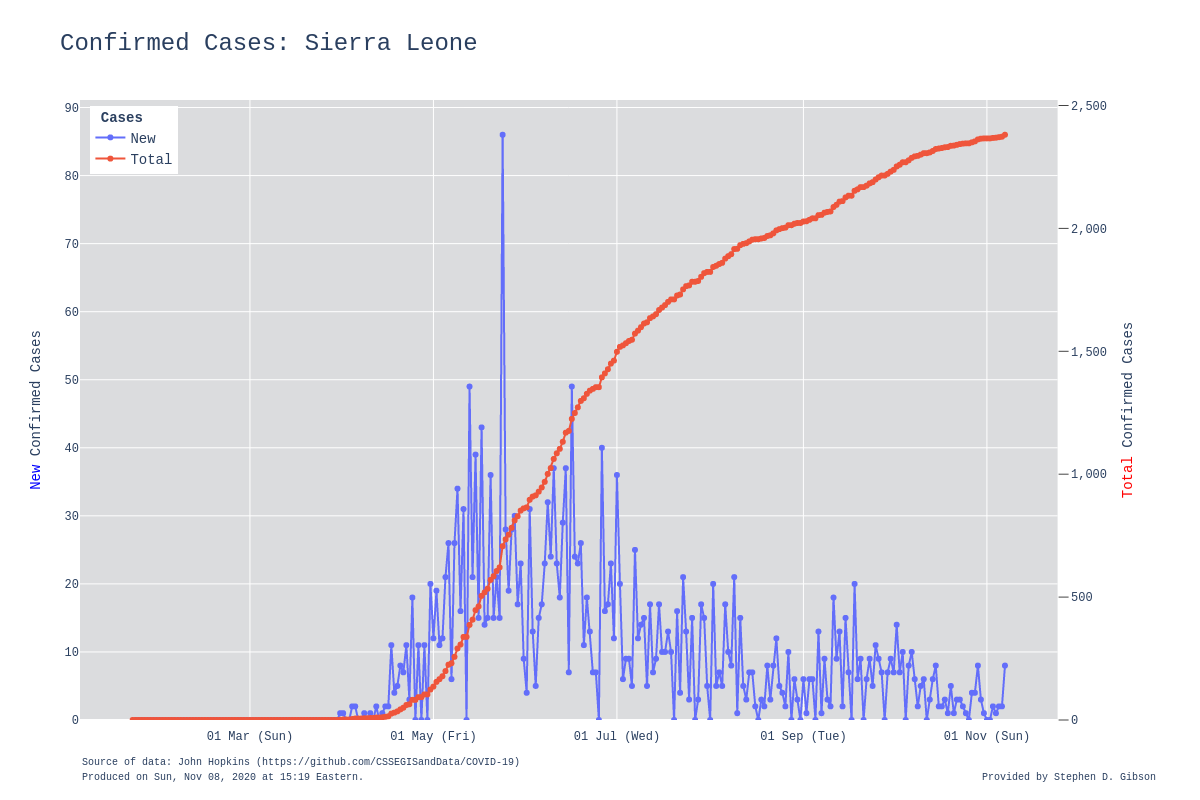 Confirmed Cases: Sierra Leone
Cases
New
Total
90
80
70
60
50
40
30
20
10
0
2,500
2,000
1,500
1,000
500
0
New Confirmed Cases
Total Confirmed Cases
01 Mar (Sun)
01 May (Fri)
01 Jul (Wed)
01 Sep (Tue)
01 Nov (Sun)
Source of data: John Hopkins (https://github.com/CSSEGISandData/COVID-19)
Produced on Sun, Nov 08, 2020 at 15:19 Eastern.
Provided by Stephen D. Gibson